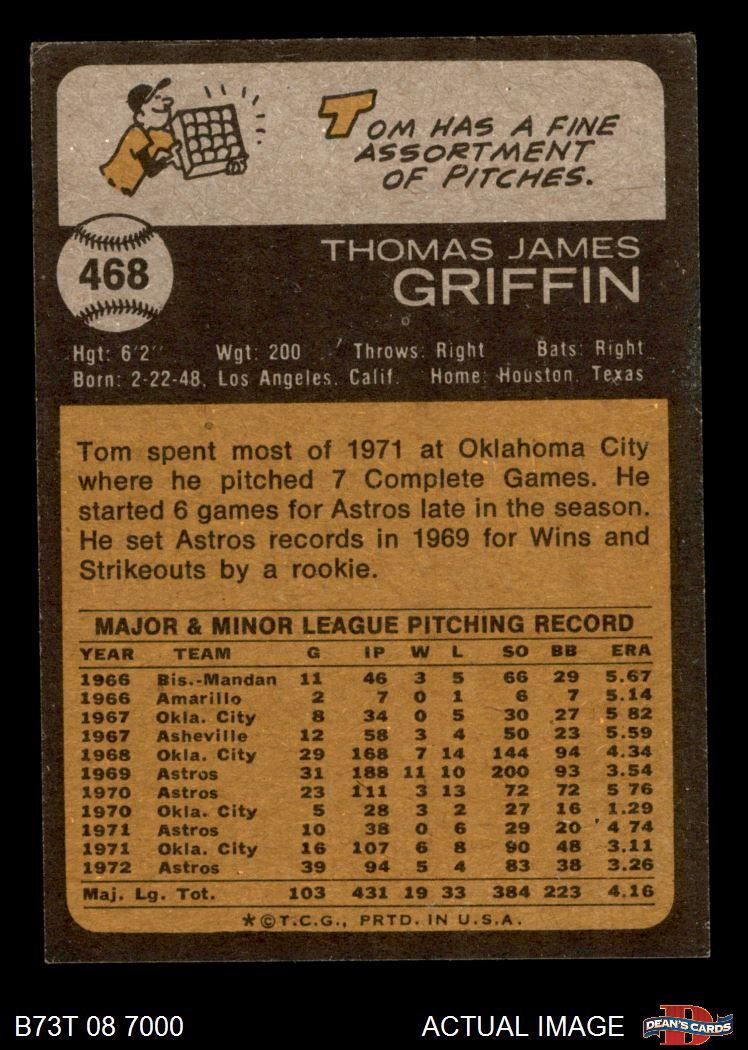 TOM HAS A FINE
ASSORTMENT
OF PITCHES.
468
THOMAS JAMES
GRIFFIN
Hgt: 6'2" Wgt: 200 Throws: Right Bats: Right
Born: 2-22-48, Los Angeles, Calif. Home: Houston, Texas
Tom spent most of 1971 at Oklahoma City
where he pitched 7 Complete Games. He
started 6 games for Astros late in the season.
He set Astros records in 1969 for Wins and
Strikeouts by a rookie.
MAJOR & MINOR LEAGUE PITCHING RECORD
YEAR TEAM G IP W L SO BB ERA
1966 Bis.-Mandan 11 46 3 5 66 29 5.67
1966 Amarillo 2 7 0 1 6 7 5.14
1967 Okla. City 8 34 0 5 30 27 5.82
1967 Asheville 12 58 3 4 50 23 5.59
1968 Okla. City 29 168 7 14 144 94 4.34
1969 Astros 31 188 11 10 200 93 3.54
1970 Astros 23 111 3 13 72 72 5.76
1970 Okla. City 5 28 3 2 27 16 1.29
1971 Astros 10 38 0 6 29 20 4.74
1971 Okla. City 16 107 6 8 90 48 3.11
1972 Astros 39 94 5 4 83 38 3.26
Maj. Lg. Tot. 103 431 19 33 384 223 4.16
*©T.C.G., PRTD. IN U.S.A.
B73T 08 7000 ACTUAL IMAGE DEAN'S CARDS